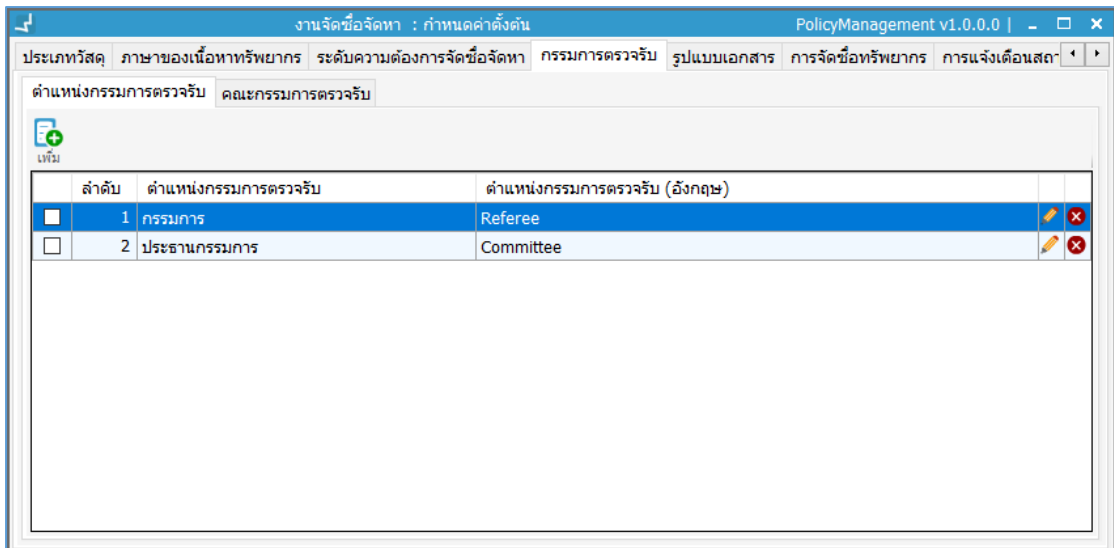 งานจัดซื้อจัดหา : กำหนดค่าตั้งต้น PolicyManagement v1.0.0.0 |
ประเภทวัสดุ ภาษาของเนื้อหาทรัพยากร ระดับความต้องการจัดซื้อจัดหา กรรมการตรวจรับ รูปแบบเอกสาร การจัดซื้อทรัพยากร การแจ้งเตือนสถา
ตำแหน่งกรรมการตรวจรับ คณะกรรมการตรวจรับ
เพิ่ม
ลำดับ ตำแหน่งกรรมการตรวจรับ ตำแหน่งกรรมการตรวจรับ (อังกฤษ)
1 กรรมการ Referee
2 ประธานกรรมการ Committee